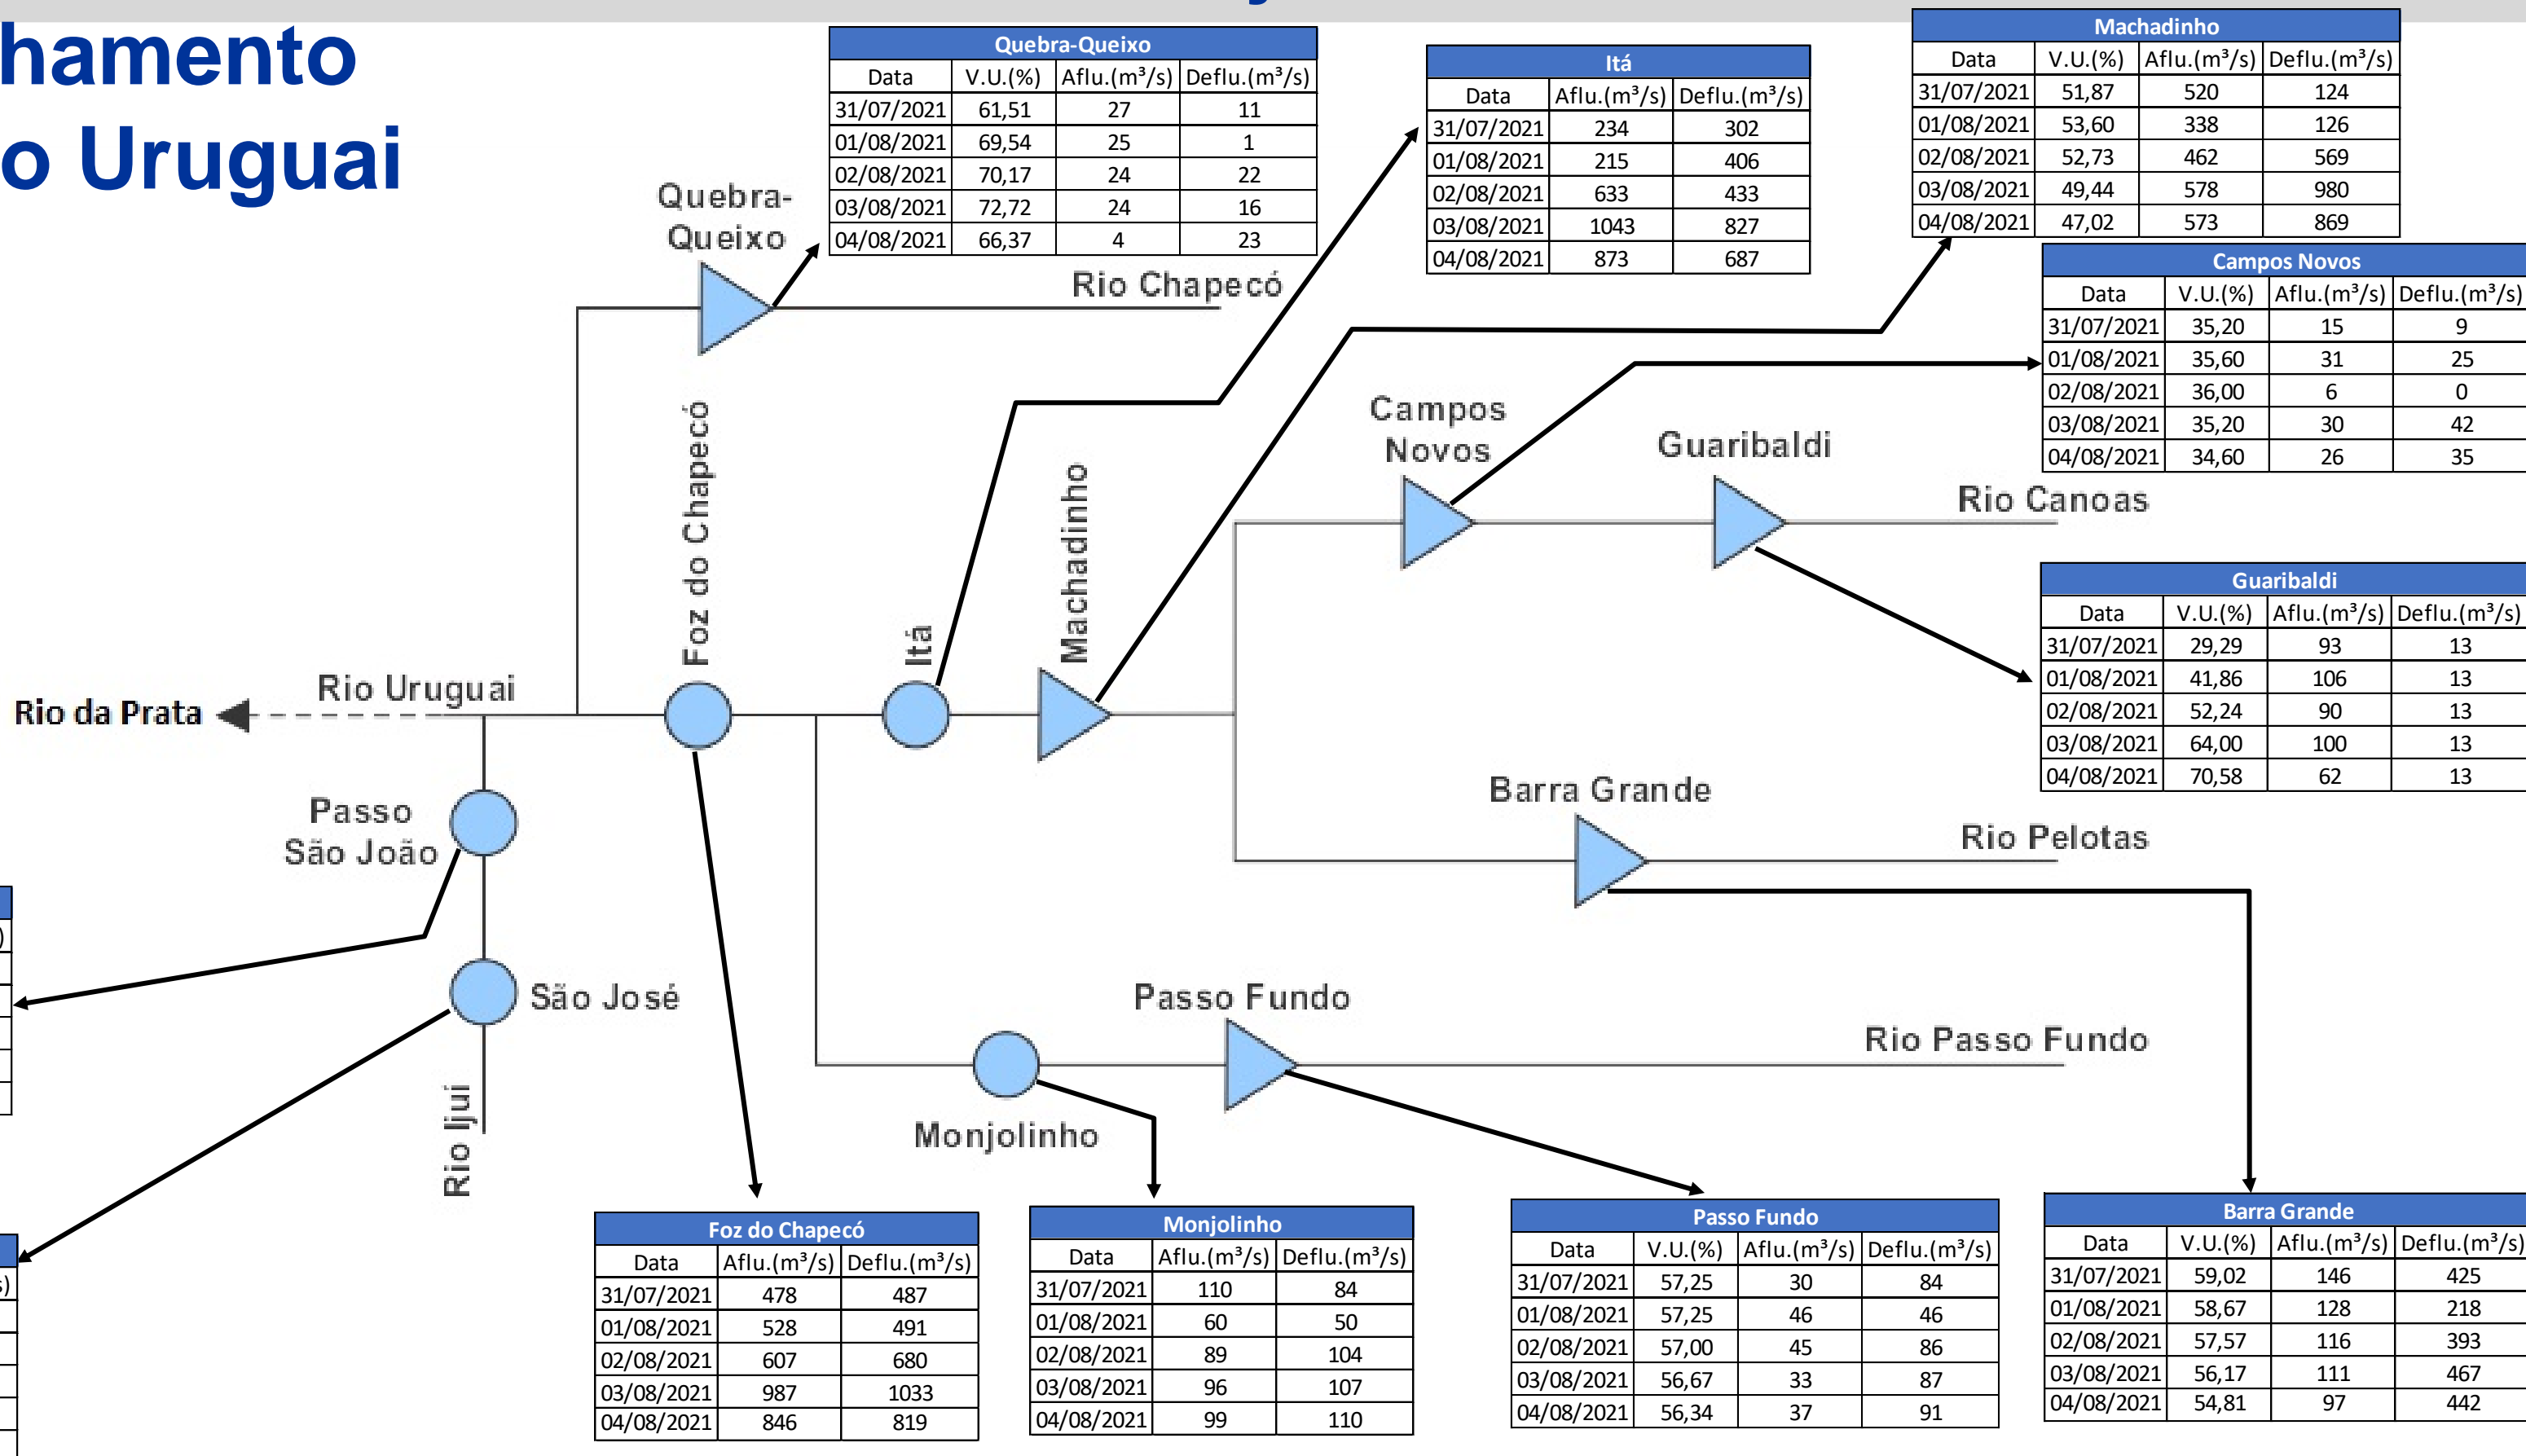 hamento
o Uruguai
Quebra-Queixo
Data V.U.(%) Aflu.(m³/s) Deflu.(m³/s)
31/07/2021 61,51 27 11
01/08/2021 69,54 25 1
02/08/2021 70,17 24 22
03/08/2021 72,72 24 16
04/08/2021 66,37 4 23
Itá
Data Aflu.(m³/s) Deflu.(m³/s)
31/07/2021 234 302
01/08/2021 215 406
02/08/2021 633 433
03/08/2021 1043 827
04/08/2021 873 687
Machadinho
Data V.U.(%) Aflu.(m³/s) Deflu.(m³/s)
31/07/2021 51,87 520 124
01/08/2021 53,60 338 126
02/08/2021 52,73 462 569
03/08/2021 49,44 578 980
04/08/2021 47,02 573 869
Campos Novos
Data V.U.(%) Aflu.(m³/s) Deflu.(m³/s)
31/07/2021 35,20 15 9
01/08/2021 35,60 31 25
02/08/2021 36,00 6 0
03/08/2021 35,20 30 42
04/08/2021 34,60 26 35
Quebra-
Queixo
Rio Chapecó
Foz do Chapecó
Itá
Machadinho
Campos
Novos
Guaribaldi
Rio Canoas
Guaribaldi
Data V.U.(%) Aflu.(m³/s) Deflu.(m³/s)
31/07/2021 29,29 93 13
01/08/2021 41,86 106 13
02/08/2021 52,24 90 13
03/08/2021 64,00 100 13
04/08/2021 70,58 62 13
Rio da Prata
Rio Uruguai
Passo
São João
São José
Rio Ijui
Barra Grande
Rio Pelotas
Passo Fundo
Rio Passo Fundo
Monjolinho
Foz do Chapecó
Data Aflu.(m³/s) Deflu.(m³/s)
31/07/2021 478 487
01/08/2021 528 491
02/08/2021 607 680
03/08/2021 987 1033
04/08/2021 846 819
Monjolinho
Data Aflu.(m³/s) Deflu.(m³/s)
31/07/2021 110 84
01/08/2021 60 50
02/08/2021 89 104
03/08/2021 96 107
04/08/2021 99 110
Passo Fundo
Data V.U.(%) Aflu.(m³/s) Deflu.(m³/s)
31/07/2021 57,25 30 84
01/08/2021 57,25 46 46
02/08/2021 57,00 45 86
03/08/2021 56,67 33 87
04/08/2021 56,34 37 91
Barra Grande
Data V.U.(%) Aflu.(m³/s) Deflu.(m³/s)
31/07/2021 59,02 146 425
01/08/2021 58,67 128 218
02/08/2021 57,57 116 393
03/08/2021 56,17 111 467
04/08/2021 54,81 97 442